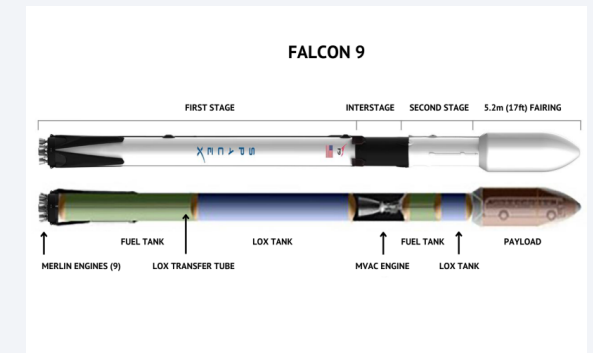 FALCON 9
FIRST STAGE
INTERSTAGE
SECOND STAGE
5.2m (17ft) FAIRING
SPACEX
FUEL TANK
LOX TANK
FUEL TANK
PAYLOAD
MERLIN ENGINES (9)
LOX TRANSFER TUBE
MVAC ENGINE
LOX TANK